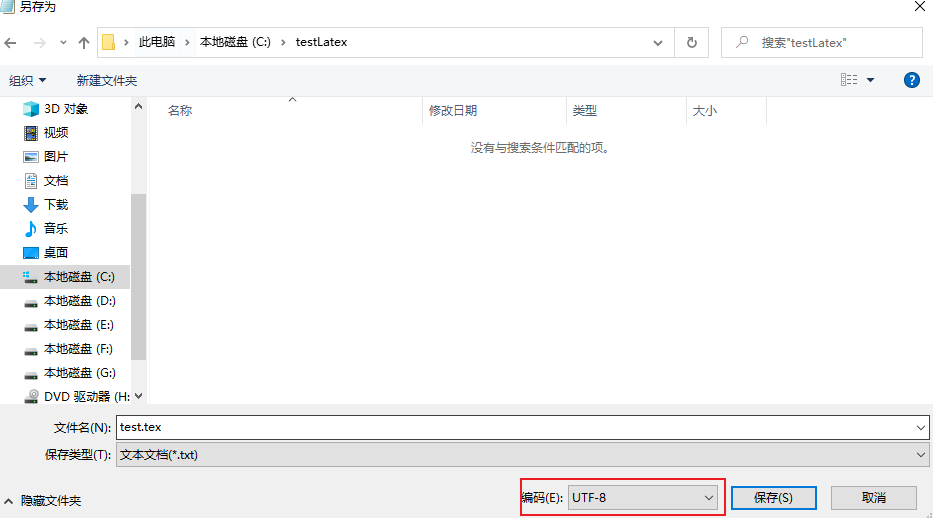 另存为
此电脑 本地磁盘 (C:) testLatex
搜索"testLatex"
组织 新建文件夹
名称 修改日期 类型 大小
3D 对象
视频
图片
文档
下载
音乐
桌面
本地磁盘 (C:)
本地磁盘 (D:)
本地磁盘 (E:)
本地磁盘 (F:)
本地磁盘 (G:)
DVD 驱动器 (H:
没有与搜索条件匹配的项。
文件名(N): test.tex
保存类型(T): 文本文档(*.txt)
隐藏文件夹 编码(E): UTF-8 保存(S) 取消